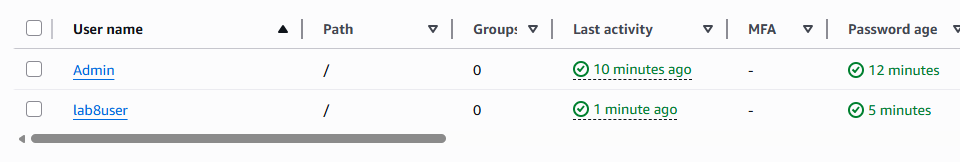 User name Path Groups Last activity MFA Password age
Admin / 0 10 minutes ago - 12 minutes
lab8user / 0 1 minute ago - 5 minutes